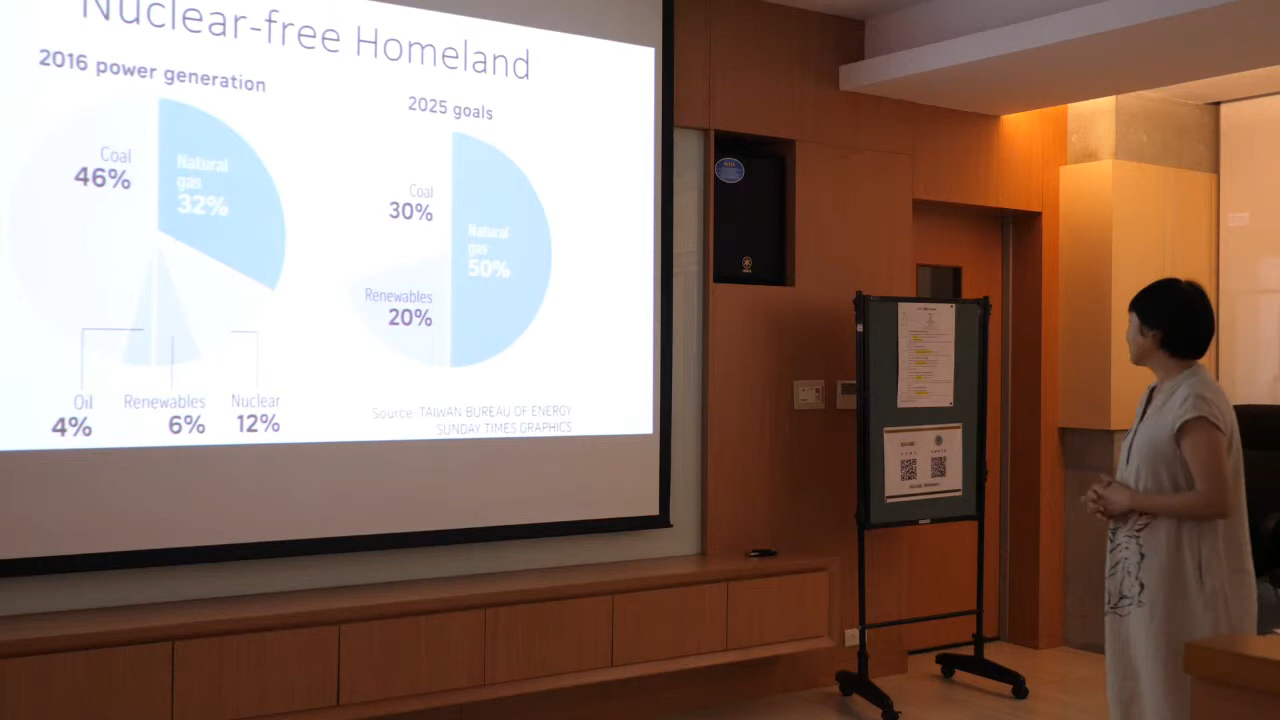 Nuclear-free Homeland
2016 power generation
2025 goals
Coal
46%
Natural
gas
32%
Oil
4%
Renewables
6%
Nuclear
12%
Coal
30%
Natural
gas
50%
Renewables
20%
Source: TAIWAN BUREAU OF ENERGY
SUNDAY TIMES GRAPHICS